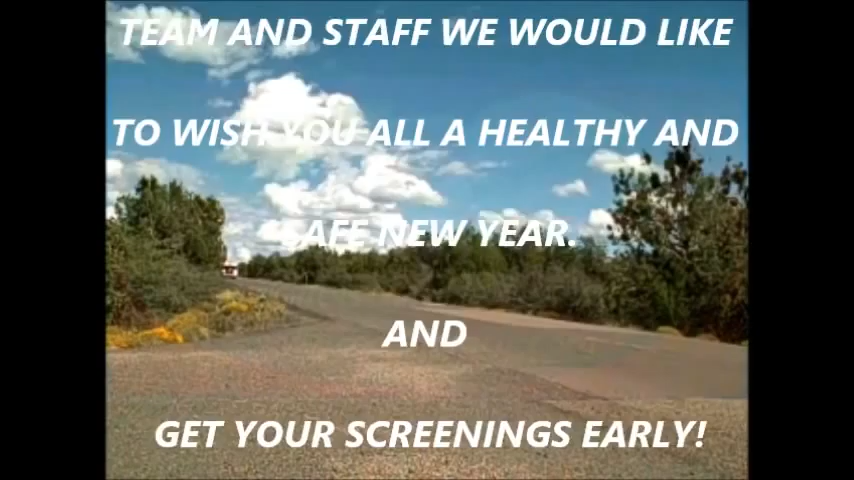 TEAM AND STAFF WE WOULD LIKE
TO WISH YOU ALL A HEALTHY AND
SAFE NEW YEAR.
AND
GET YOUR SCREENINGS EARLY!